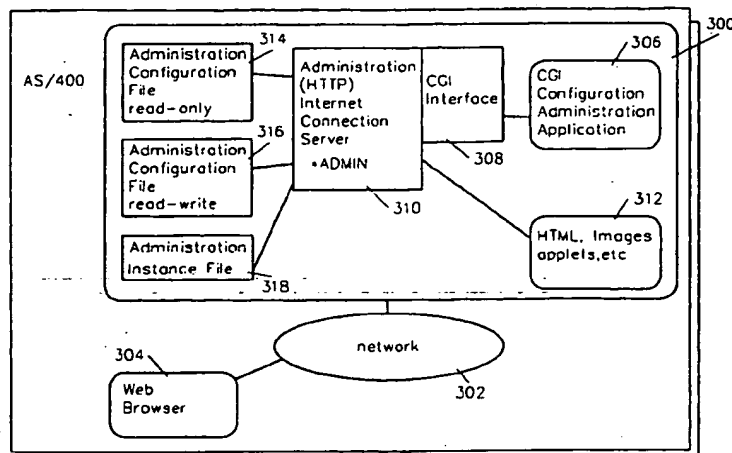 300
AS/400
Administration
Configuration
File
read-only
314
Administration
(HTTP)
Internet
Connection
Server
*ADMIN
310
CGI
Interface
308
306
CGI
Configuration
Administration
Application
316
Administration
Configuration
File
read-write
312
HTML, Images
applets,etc
Administration
Instance File
318
network
302
304
Web
Browser